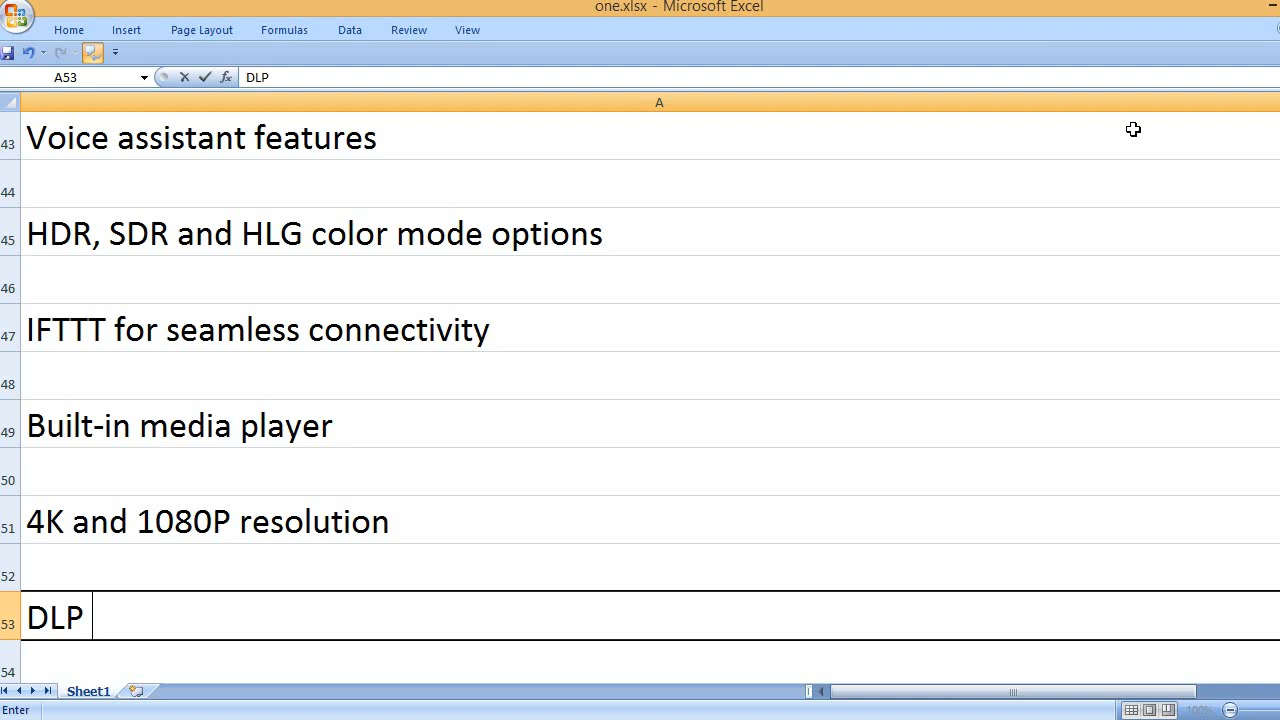 one.xlsx - Microsoft Excel
Home Insert Page Layout Formulas Data Review View
A53 fx DLP
A
43 Voice assistant features
44
45 HDR, SDR and HLG color mode options
46
47 IFTTT for seamless connectivity
48
49 Built-in media player
50
51 4K and 1080P resolution
52
53 DLP
54
Sheet1
Enter 100%